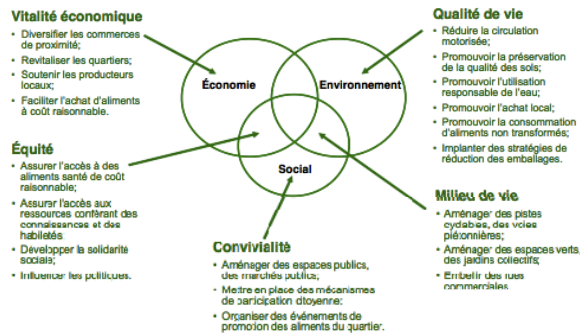 Vitalité économique
• Diversifier les commerces
de proximité;
• Revitaliser les quartiers;
• Soutenir les producteurs
locaux;
• Faciliter l'achat d'aliments
à coût raisonnable.
Équité
• Assurer l'accès à des
aliments santé de coût
raisonnable;
• Assurer l'accès aux
ressources conférant des
connaissances et des
habiletés
• Développer la solidarité
sociale;
• Influencer les politiques.
Économie
Environnement
Social
Convivialité
• Aménager des espaces publics,
des marchés publics;
• Mettre en place des mécanismes
de participation citoyenne;
• Organiser des événements de
promotion des aliments du quartier.
Qualité de vie
• Réduire la circulation
motorisée;
• Promouvoir la préservation
de la qualité des sols;
• Promouvoir l'utilisation
responsable de l'eau;
• Promouvoir l'achat local;
• Promouvoir la consommation
d'aliments non transformés;
• Implanter des stratégies de
réduction des emballages.
Milieu de vie
• Aménager des pistes
cyclables, des voies
piétonnières;
• Aménager des espaces verts,
des jardins collectifs;
• Embellir des rues
commerciales